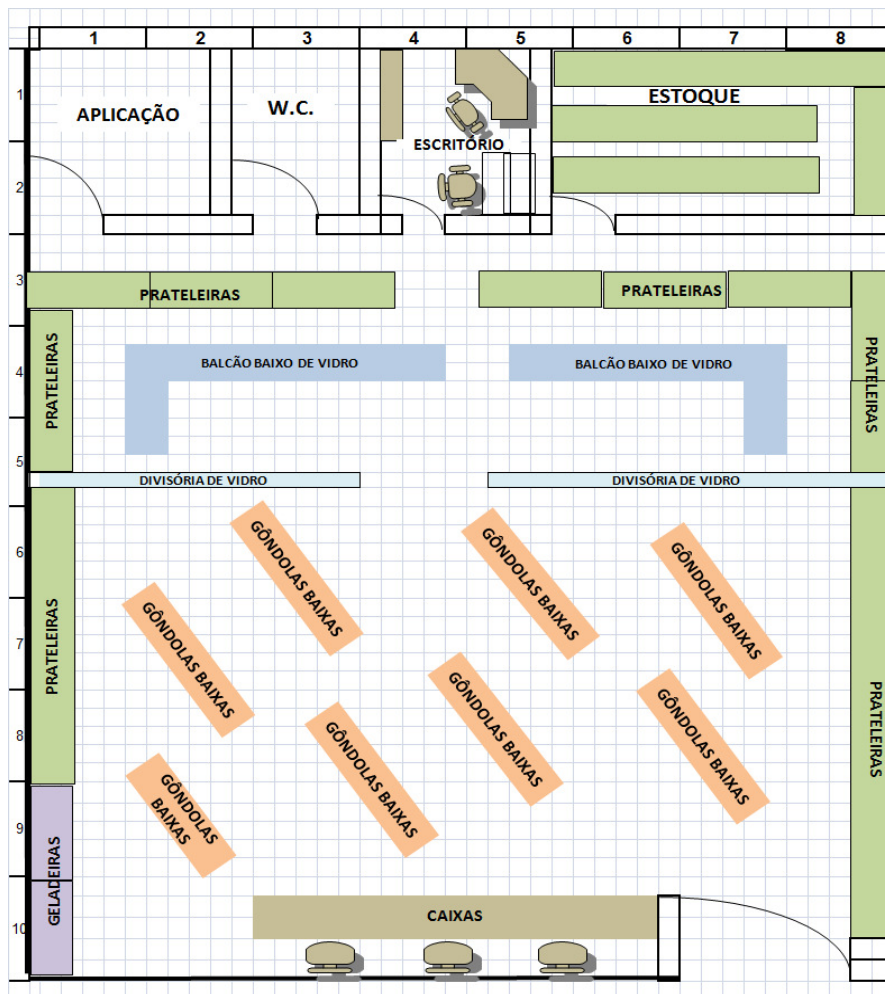 1 2 3 4 5 6 7 8
1
APLICAÇÃO
W.C.
ESCRITÓRIO
ESTOQUE
2
3
PRATELEIRAS
PRATELEIRAS
4
PRATELEIRAS
BALCÃO BAIXO DE VIDRO
BALCÃO BAIXO DE VIDRO
PRATELEIRAS
5
DIVISÓRIA DE VIDRO
DIVISÓRIA DE VIDRO
6
GÔNDOLAS BAIXAS
GÔNDOLAS BAIXAS
GÔNDOLAS BAIXAS
7
PRATELEIRAS
GÔNDOLAS BAIXAS
GÔNDOLAS BAIXAS
8
GÔNDOLAS BAIXAS
GÔNDOLAS BAIXAS
PRATELEIRAS
9
GÔNDOLAS
BAIXAS
GELADEIRAS
10
CAIXAS